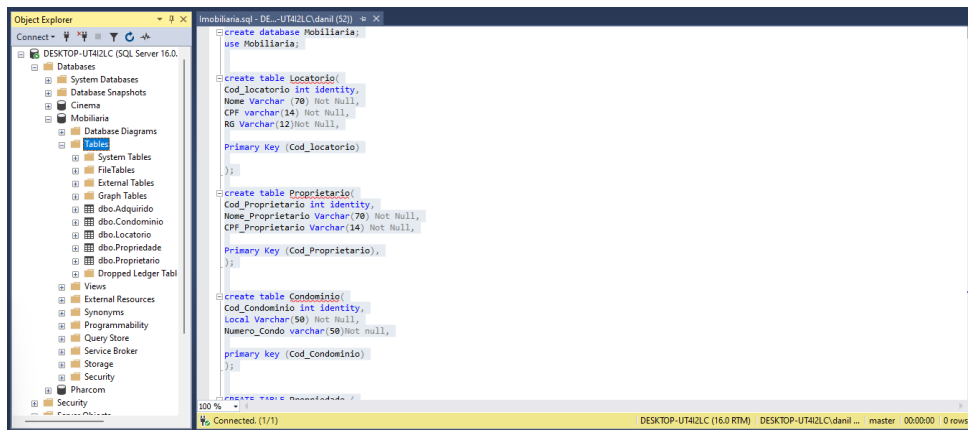 Object Explorer
Connect
DESKTOP-UT4I2LC (SQL Server 16.0.
Databases
System Databases
Database Snapshots
Cinema
Mobiliaria
Database Diagrams
Tables
System Tables
FileTables
External Tables
Graph Tables
dbo.Adquirido
dbo.Condominio
dbo.Locatorio
dbo.Propriedade
dbo.Proprietario
Dropped Ledger Tabl
Views
External Resources
Synonyms
Programmability
Query Store
Service Broker
Storage
Security
Pharcom
Security
Server Objects
Imobiliaria.sql - DE...-UT4I2LC\danil (52))
create database Mobiliaria;
use Mobiliaria;
create table Locatorio(
Cod_locatorio int identity,
Nome Varchar (70) Not Null,
CPF varchar(14) Not Null,
RG Varchar(12)Not Null,
Primary Key (Cod_locatorio)
);
create table Proprietario(
Cod_Proprietario int identity,
Nome_Proprietario Varchar(70) Not Null,
CPF_Proprietario Varchar(14) Not Null,
Primary Key (Cod_Proprietario),
);
create table Condominio(
Cod_Condominio int identity,
Local Varchar(50) Not Null,
Numero_Condo varchar(50)Not null,
primary key (Cod_Condominio)
);
CREATE TABLE Propriedade (
100 %
Connected. (1/1)
DESKTOP-UT4I2LC (16.0 RTM) DESKTOP-UT4I2LC\danil ... master 00:00:00 0 rows